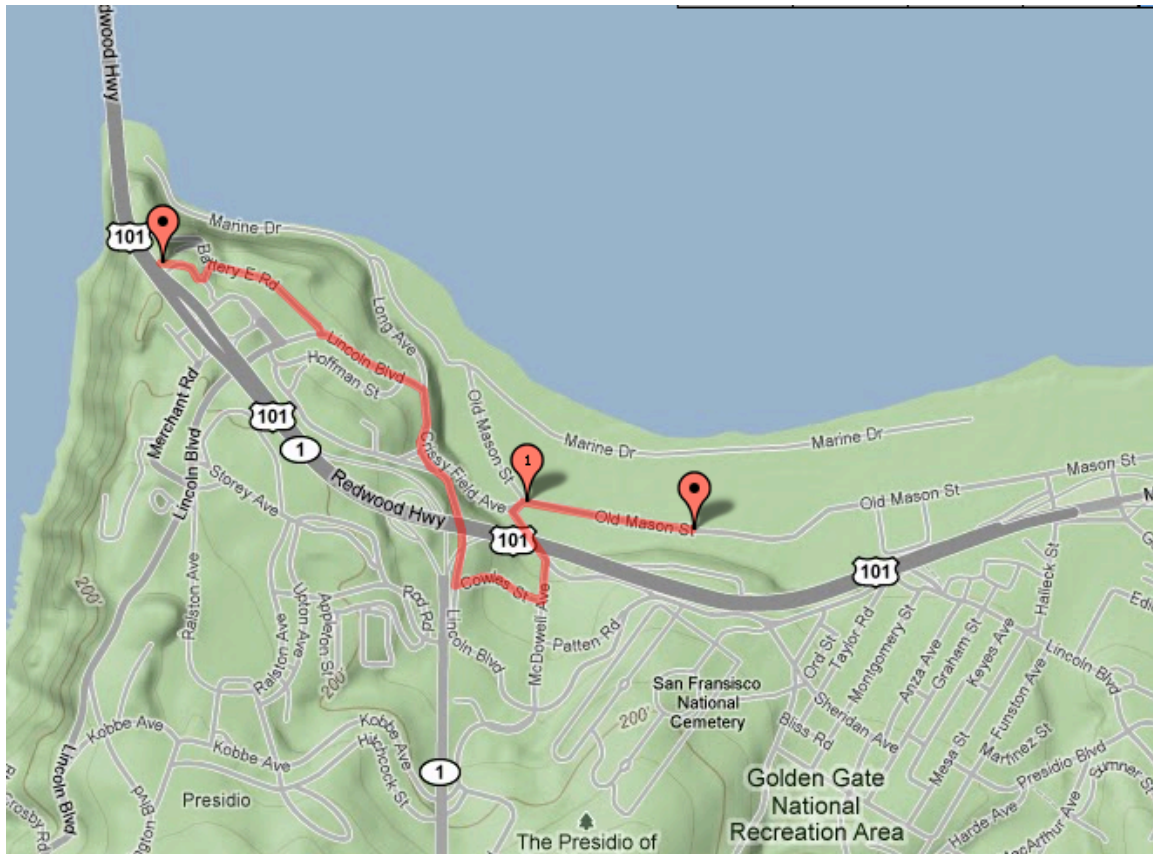 dwood Hwy
101
Marine Dr
Battery E Rd
Long Ave
Lincoln Blvd
Hoffman St
Merchant Rd
101
1
Lincoln Blvd
Storey Ave
Redwood Hwy
Crissy Field Ave
Old Mason St
Marine Dr
Marine Dr
1
Old Mason St
Old Mason St
Mason St
101
101
Halleck St
200'
Ralston Ave
Upton Ave
Appleton St
Rod Rd
200'
Ralston Ave
Cowles St
Lincoln Blvd
McDowell Ave
Patten Rd
San Fransisco
National
Cemetery
200'
Ord St
Taylor Rd
Montgomery St
Anza Ave
Graham St
Keyes Ave
Funston Ave
Lincoln Blvd
Edi
Bliss Rd
Sheridan Ave
Mesa St
Martinez St
Presidio Blvd
Sumner St
Kobbe Ave
Kobbe Ave
Kobbe Ave
Hitchcock St
Lincoln Blvd
1
Crosby Rd
ington Blvd
Presidio
The Presidio of
Golden Gate
National
Recreation Area
Harde Ave
MacArthur Ave